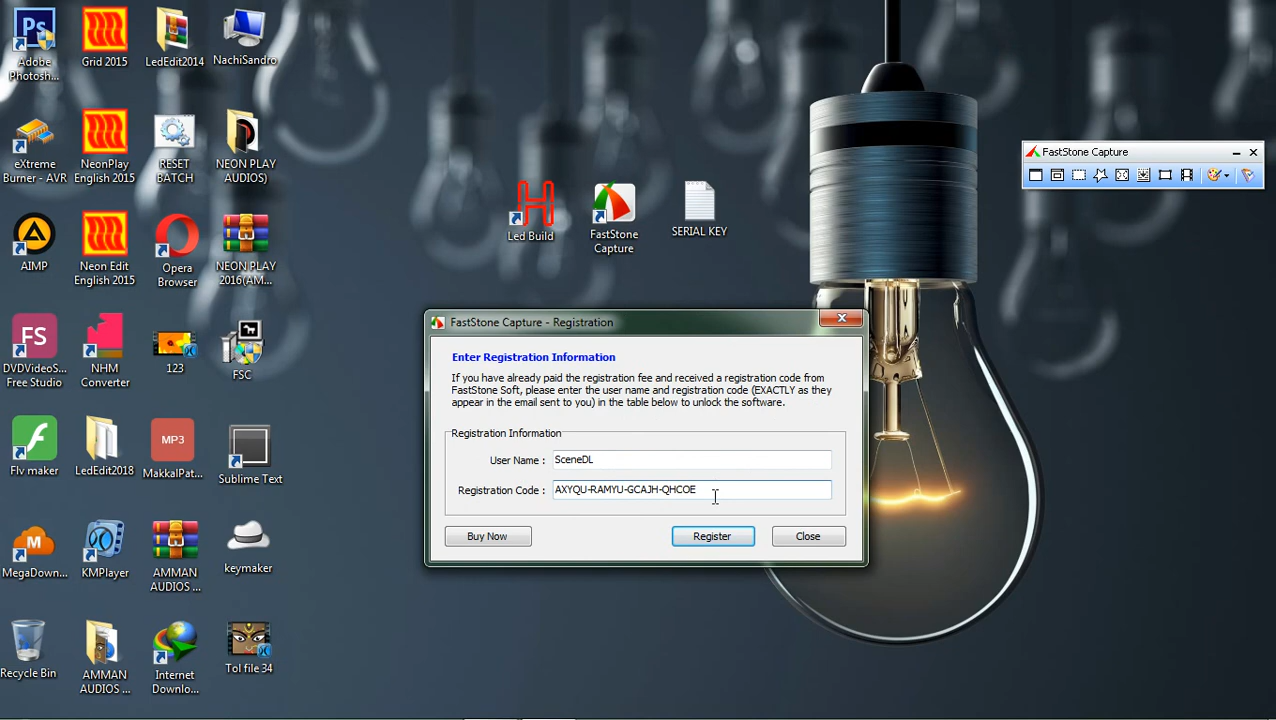 Adobe
Photosh...
Grid 2015
LedEdit2014
NachiSandro
eXtreme
Burner - AVR
NeonPlay
English 2015
RESET
BATCH
NEON PLAY
AUDIOS)
AIMP
Neon Edit
English 2015
Opera
Browser
NEON PLAY
2016(AM...
DVDVideoS...
Free Studio
NHM
Converter
123
FSC
Flv maker
LedEdit2018
MP3
MakkalPat...
Sublime Text
MegaDown...
KMPlayer
AMMAN
AUDIOS ...
keymaker
Recycle Bin
AMMAN
AUDIOS ...
Internet
Downlo...
Tol file 34
Led Build
FastStone
Capture
SERIAL KEY
FastStone Capture
FastStone Capture - Registration
Enter Registration Information
If you have already paid the registration fee and received a registration code from
FastStone Soft, please enter the user name and registration code (EXACTLY as they
appear in the email sent to you) in the table below to unlock the software.
Registration Information
User Name : SceneDL
Registration Code : AXYQU-RAMYU-GCAJH-QHCOE
Buy Now
Register
Close